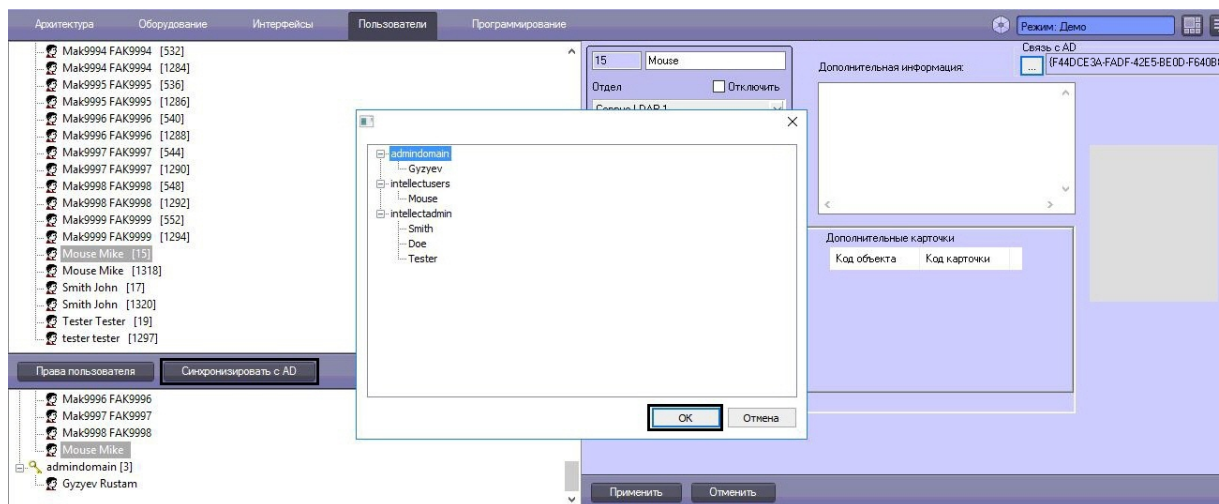 Архитектура Оборудование Интерфейсы Пользователи Программирование Режим: Демо
Mak9994 FAK9994 [532]
Mak9994 FAK9994 [1284]
Mak9995 FAK9995 [536]
Mak9995 FAK9995 [1286]
Mak9996 FAK9996 [540]
Mak9996 FAK9996 [1288]
Mak9997 FAK9997 [544]
Mak9997 FAK9997 [1290]
Mak9998 FAK9998 [548]
Mak9998 FAK9998 [1292]
Mak9999 FAK9999 [552]
Mak9999 FAK9999 [1294]
Mouse Mike [15]
Mouse Mike [1318]
Smith John [17]
Smith John [1320]
Tester Tester [19]
tester tester [1297]
Права пользователя Синхронизировать с AD
Mak9996 FAK9996
Mak9997 FAK9997
Mak9998 FAK9998
Mouse Mike
admindomain [3]
Gyzyev Rustam
15 Mouse
Отдел Отключить
LDAP 1
admindomain
Gyzyev
intellectusers
Mouse
intellectadmin
Smith
Doe
Tester
OK Отмена
Связь с AD
Дополнительная информация: ... {F44DCE3A-FADF-42E5-BE0D-F640B
Дополнительные карточки
Код объекта Код карточки
Применить Отменить